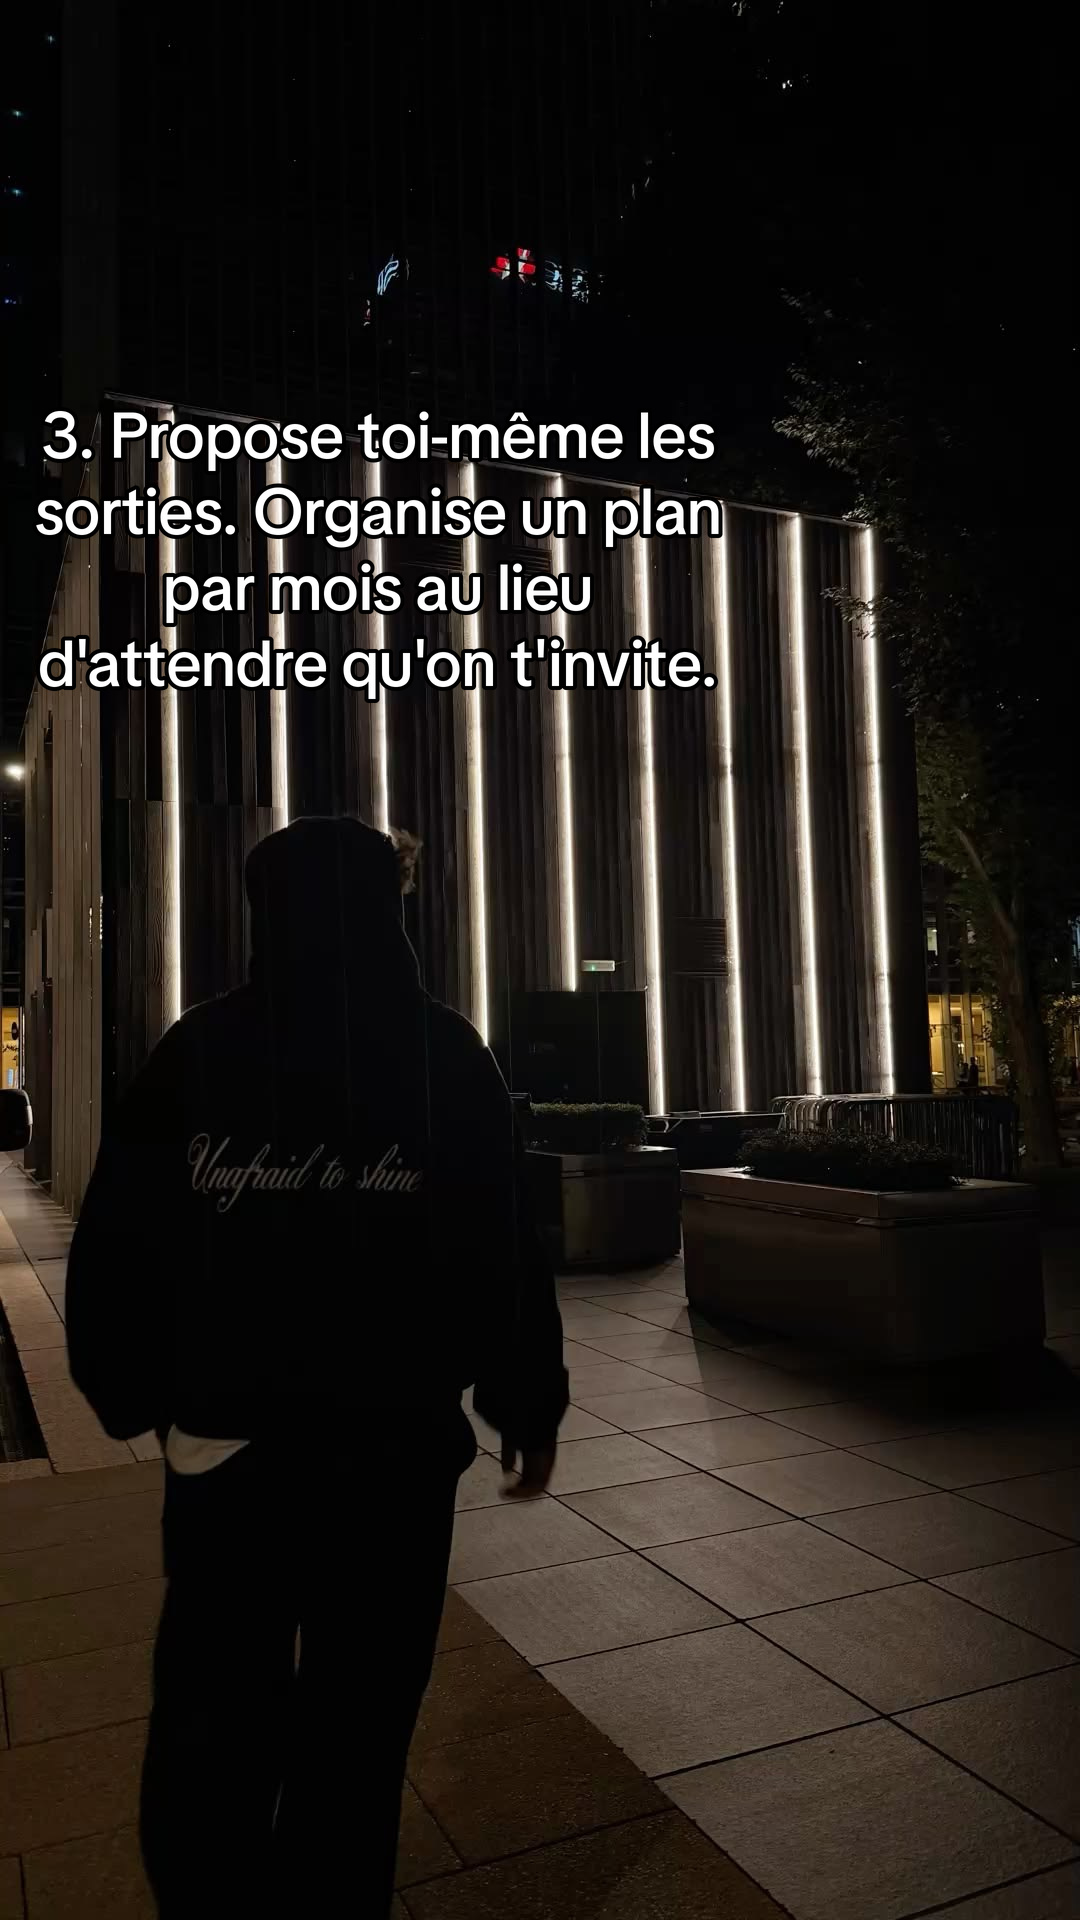 3. Propose toi-même les
sorties. Organise un plan
par mois au lieu
d'attendre qu'on t'invite.
Unafraid to shine